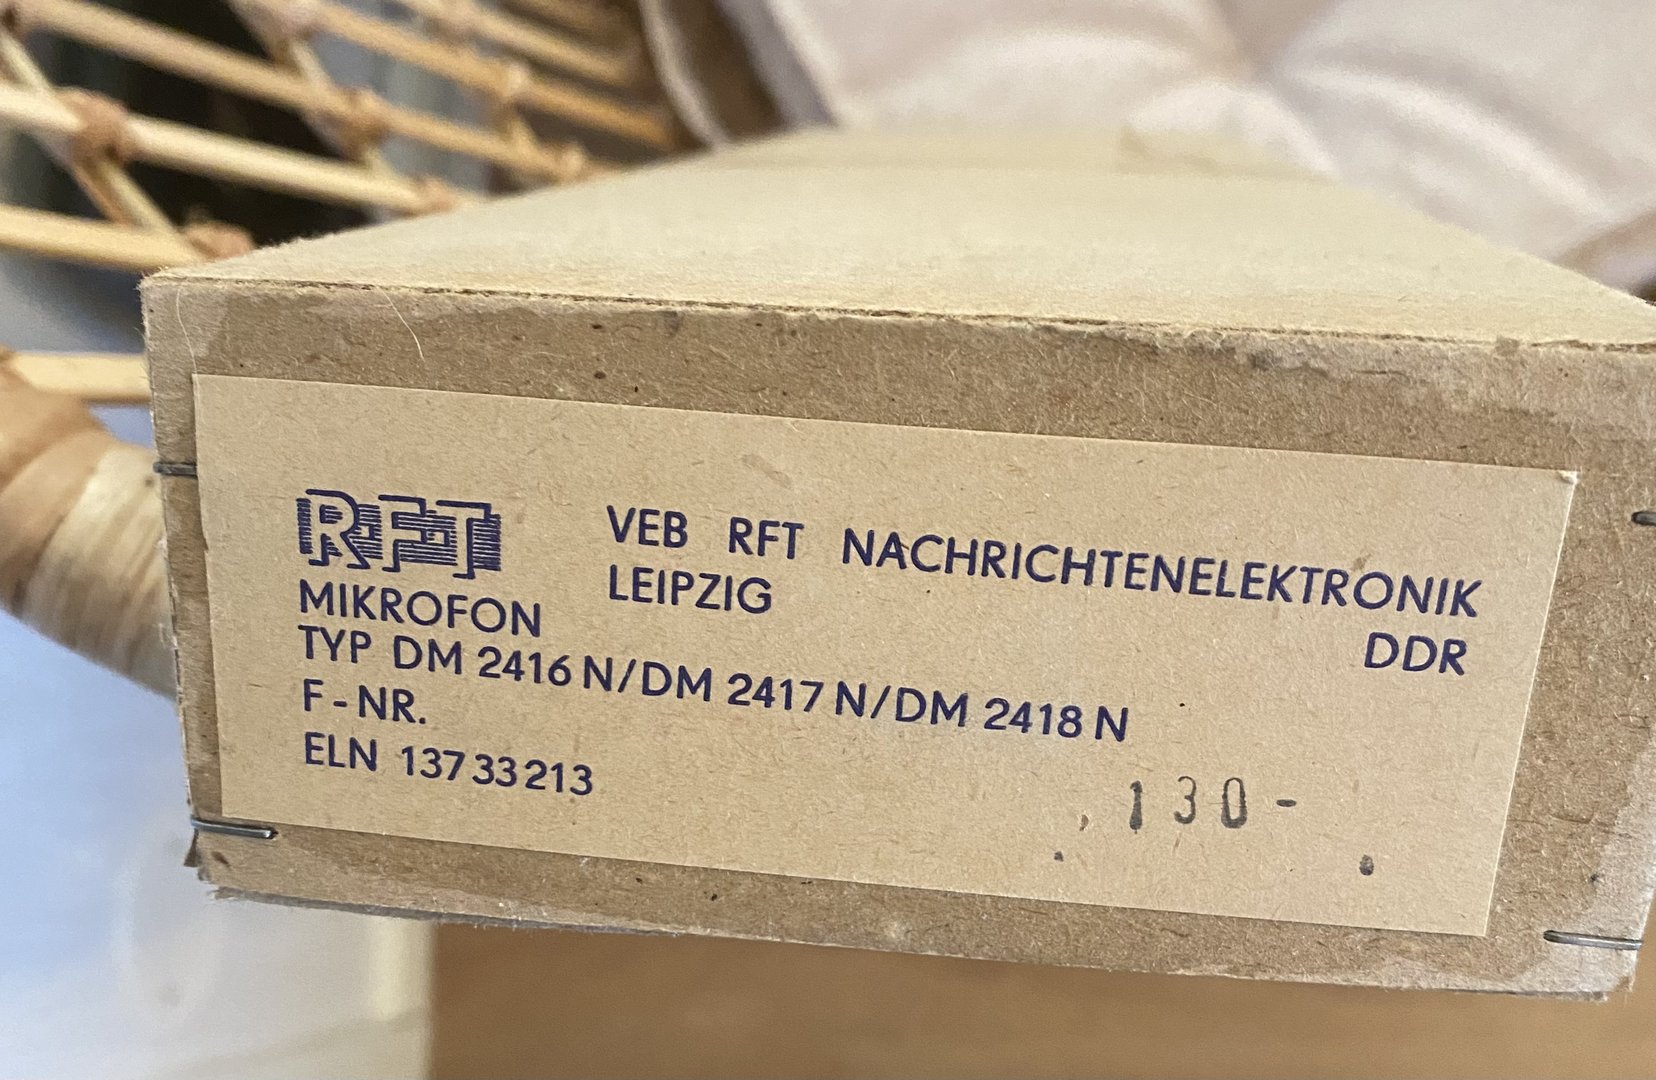 RFT
VEB RFT NACHRICHTENELEKTRONIK
LEIPZIG
DDR
MIKROFON
TYP DM 2416 N/DM 2417 N/DM 2418 N
F-NR.
ELN 137 33 213
130-